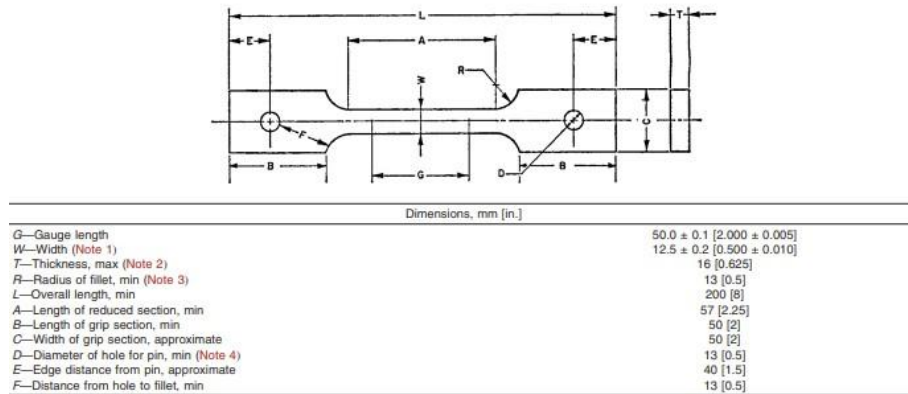 L
E
A
E
T
R
W
F
C
B
G
D
B
Dimensions, mm [in.]
G—Gauge length 50.0 ± 0.1 [2.000 ± 0.005]
W—Width (Note 1) 12.5 ± 0.2 [0.500 ± 0.010]
T—Thickness, max (Note 2) 16 [0.625]
R—Radius of fillet, min (Note 3) 13 [0.5]
L—Overall length, min 200 [8]
A—Length of reduced section, min 57 [2.25]
B—Length of grip section, min 50 [2]
C—Width of grip section, approximate 50 [2]
D—Diameter of hole for pin, min (Note 4) 13 [0.5]
E—Edge distance from pin, approximate 40 [1.5]
F—Distance from hole to fillet, min 13 [0.5]